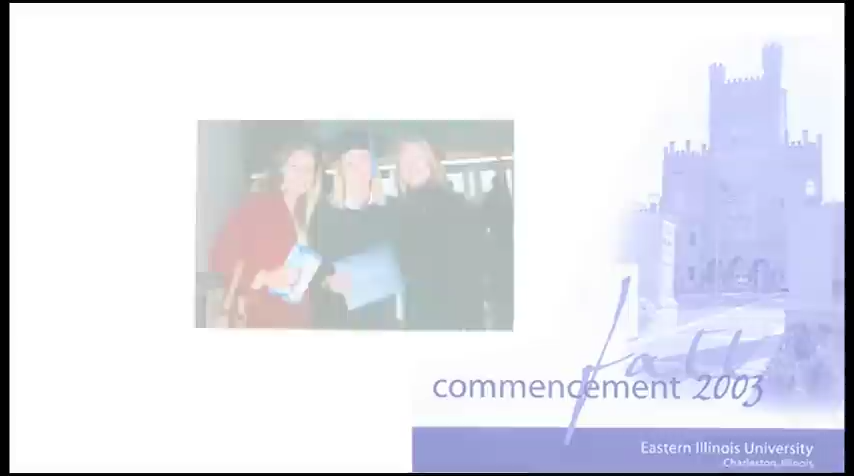 fall
commencement 2003
Eastern Illinois University
Charleston, Illinois